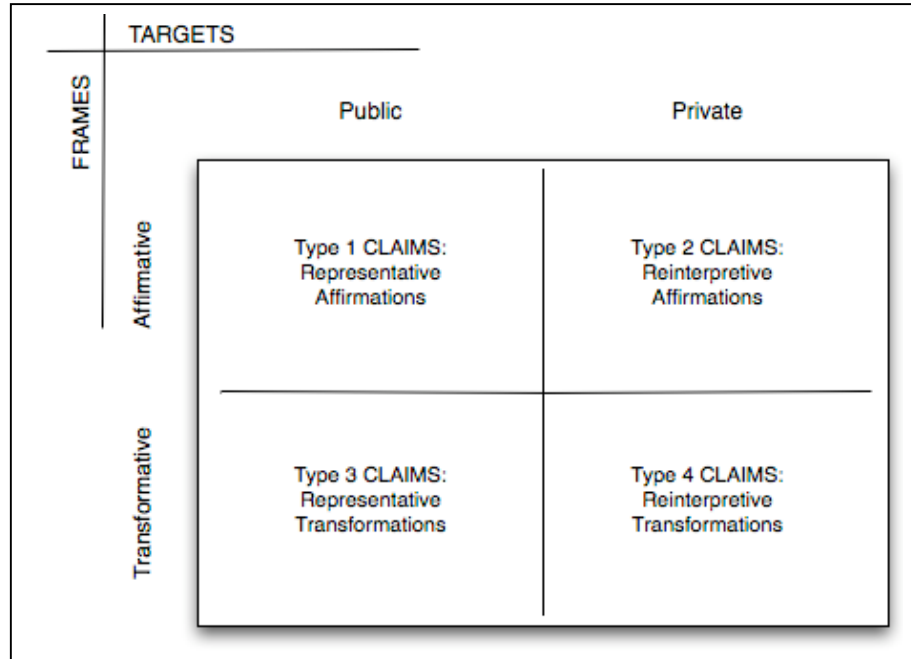 TARGETS
FRAMES
Public
Private
Affirmative
Type 1 CLAIMS:
Representative
Affirmations
Type 2 CLAIMS:
Reinterpretive
Affirmations
Transformative
Type 3 CLAIMS:
Representative
Transformations
Type 4 CLAIMS:
Reinterpretive
Transformations